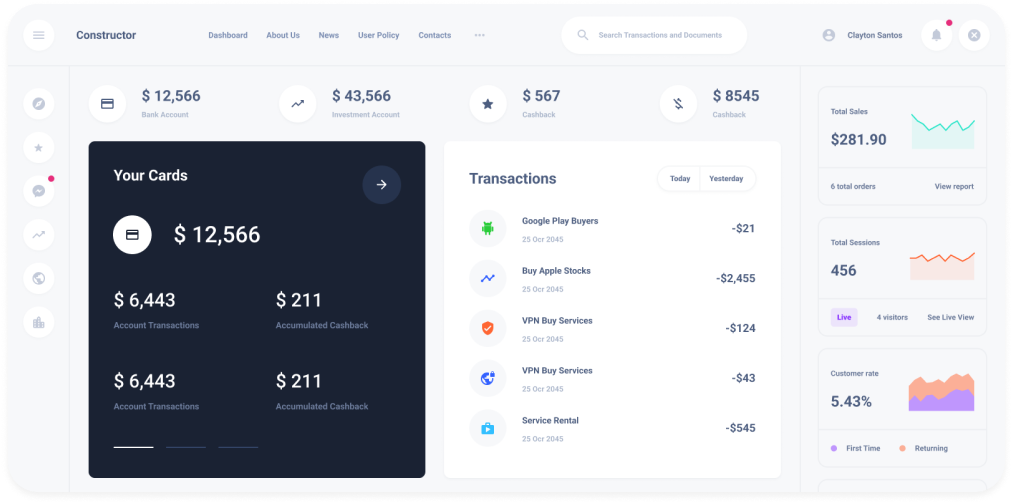 Constructor
Dashboard About Us News User Policy Contacts
Search Transactions and Documents
Clayton Santos
$ 12,566
Bank Account
$ 43,566
Investment Account
$ 567
Cashback
$ 8545
Cashback
Your Cards
$ 12,566
$ 6,443
Account Transactions
$ 211
Accumulated Cashback
$ 6,443
Account Transactions
$ 211
Accumulated Cashback
Transactions
Today Yesterday
Google Play Buyers
25 Ocr 2045
-$21
Buy Apple Stocks
25 Ocr 2045
-$2,455
VPN Buy Services
25 Ocr 2045
-$124
VPN Buy Services
25 Ocr 2045
-$43
Service Rental
25 Ocr 2045
-$545
Total Sales
$281.90
6 total orders View report
Total Sessions
456
Live 4 visitors See Live View
Customer rate
5.43%
First Time Returning